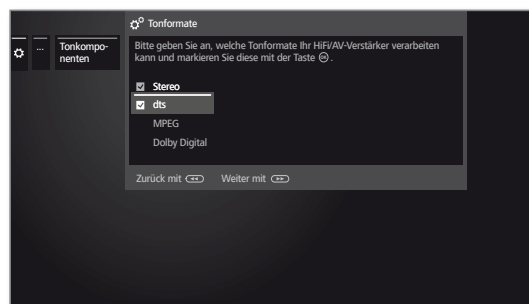 Tonformate
...
Tonkompo-
nenten
Bitte geben Sie an, welche Tonformate Ihr HiFi/AV-Verstärker verarbeiten
kann und markieren Sie diese mit der Taste OK.
Stereo
dts
MPEG
Dolby Digital
Zurück mit Weiter mit